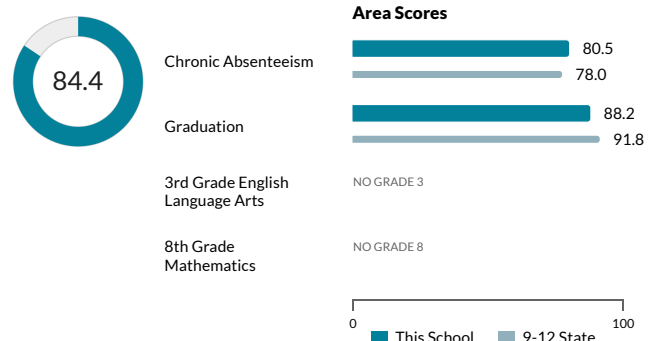 Area Scores
84.4
Chronic Absenteeism
80.5
78.0
Graduation
88.2
91.8
3rd Grade English
Language Arts
NO GRADE 3
8th Grade
Mathematics
NO GRADE 8
0
100
This School
9-12 State